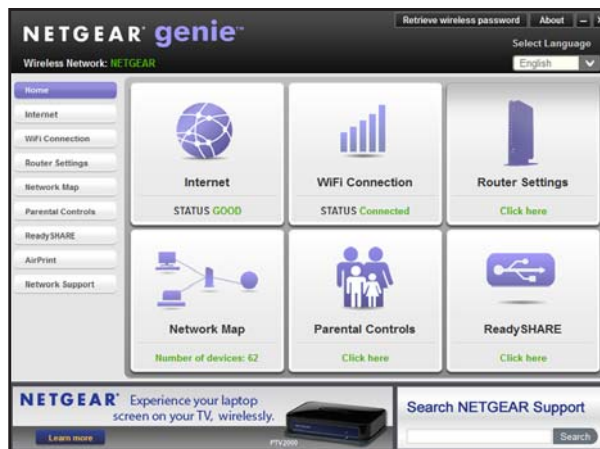 NETGEAR genie™
Retrieve wireless password
About
Select Language
Wireless Network: NETGEAR
English
Home
Internet
WiFi Connection
Router Settings
Network Map
Parental Controls
ReadySHARE
AirPrint
Network Support
Internet
STATUS GOOD
WiFi Connection
STATUS Connected
Router Settings
Click here
Network Map
Number of devices: 62
Parental Controls
Click here
ReadySHARE
Click here
NETGEAR® Experience your laptop
screen on your TV, wirelessly.
Learn more
PTV2000
Search NETGEAR Support
Search